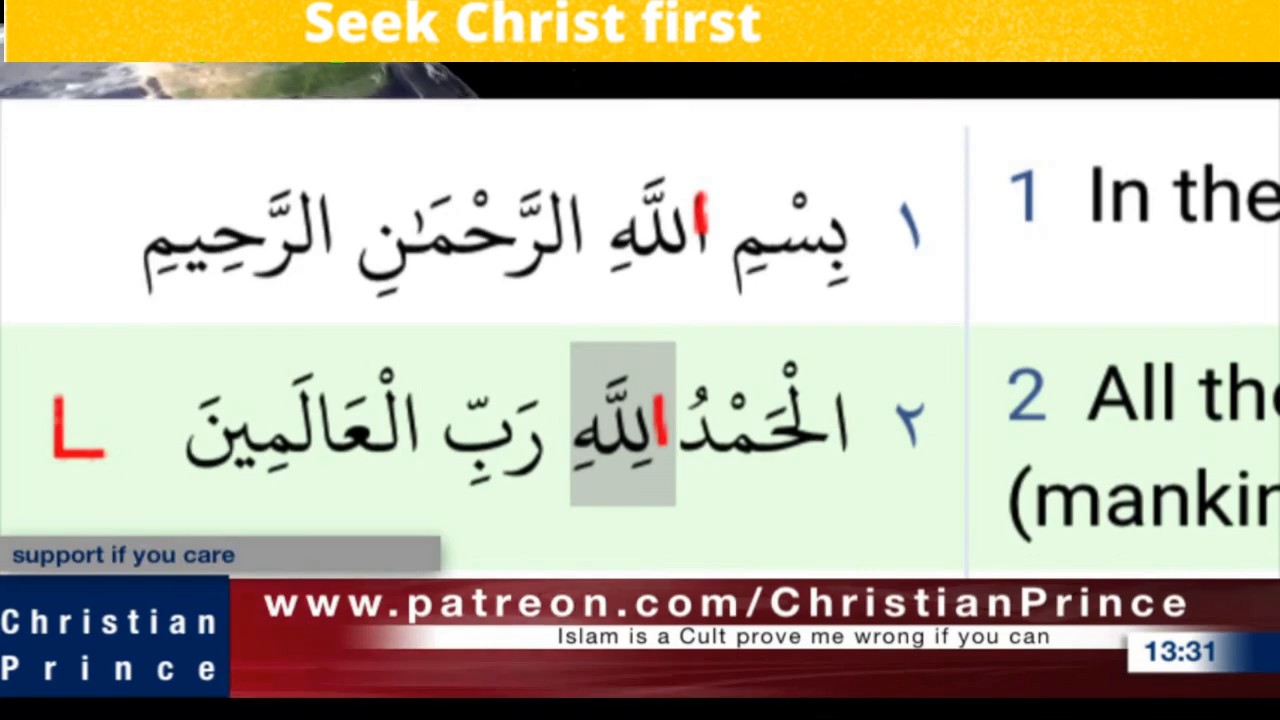 Seek Christ first
١ بِسْمِ اللَّهِ الرَّحْمَٰنِ الرَّحِيمِ
1 In the
٢ الْحَمْدُ لِلَّهِ رَبِّ الْعَالَمِينَ
L
2 All the
(mankin
support if you care
Christian
Prince
www.patreon.com/ChristianPrince
Islam is a Cult prove me wrong if you can
13:31